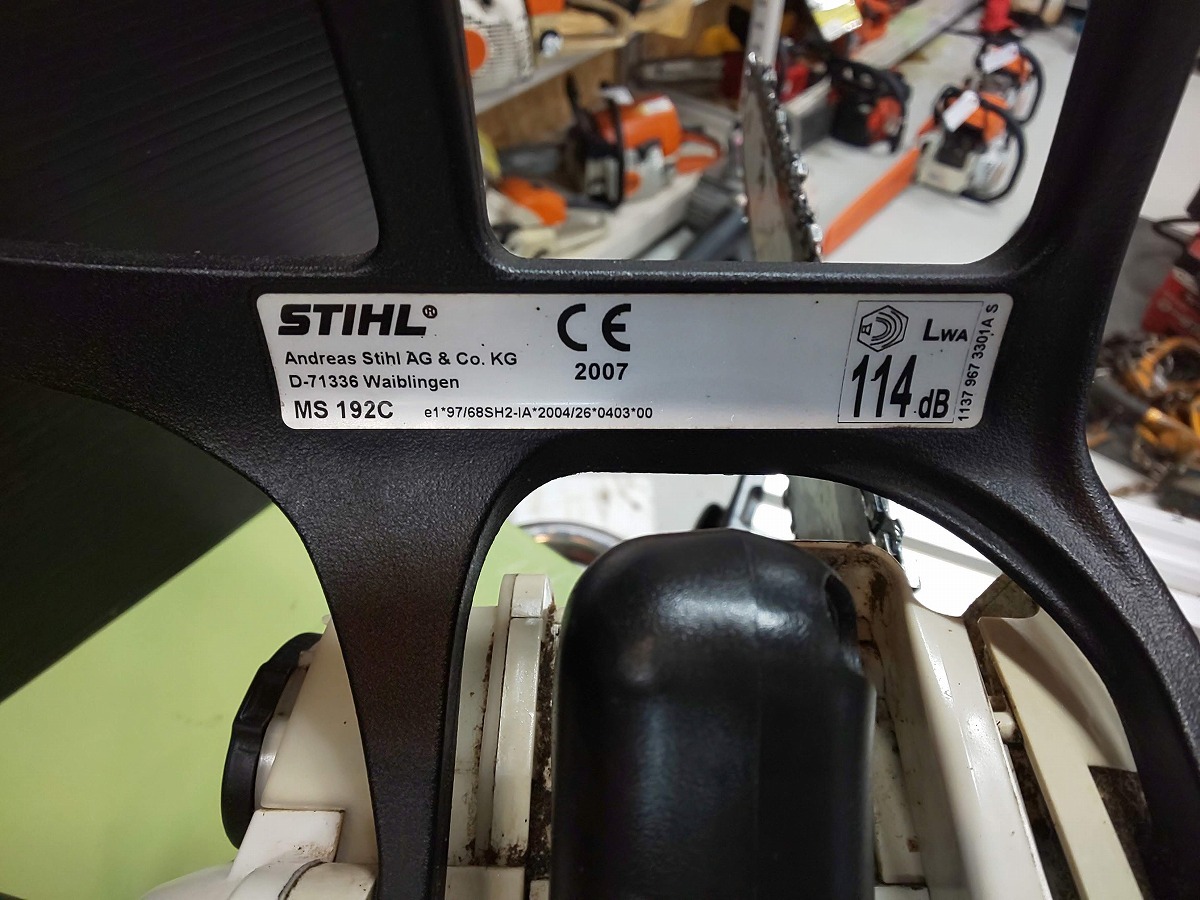 STIHL®
Andreas Stihl AG & Co. KG
D-71336 Waiblingen
MS 192C
e1*97/68SH2-IA*2004/26*0403*00
CE
2007
LWA
114 dB
1137 967 3301A S